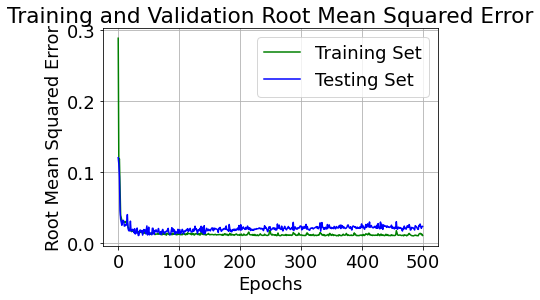 Training and Validation Root Mean Squared Error
Root Mean Squared Error
0.3
0.2
0.1
0.0
Training Set
Testing Set
0 100 200 300 400 500
Epochs